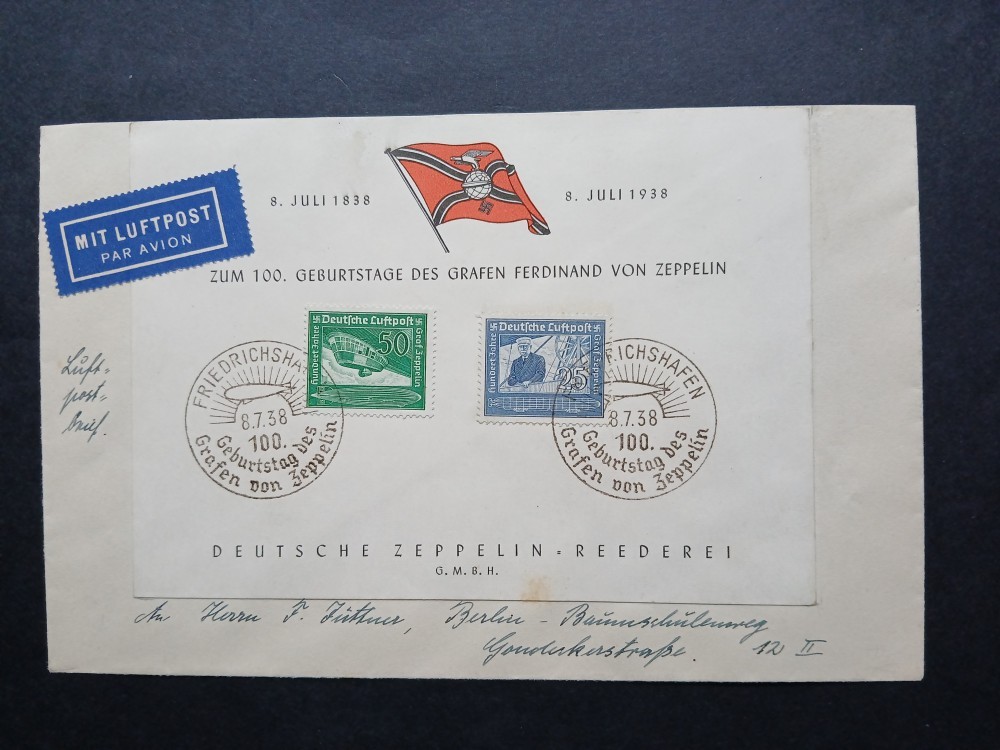 8. JULI 1838
8. JULI 1938
MIT LUFTPOST
PAR AVION
ZUM 100. GEBURTSTAGE DES GRAFEN FERDINAND VON ZEPPELIN
Deutsche Luftpost
Hundert Jahre
50
Graf Zeppelin
Deutsche Luftpost
Hundert Jahre
25
Graf Zeppelin
Luft=
post=
brief.
FRIEDRICHSHA
8.7.38
100.
Geburtstag des
Grafen von Zeppelin
RICHSHAFEN
8.7.38
100.
Geburtstag des
Grafen von Zeppelin
DEUTSCHE ZEPPELIN=REEDEREI
G.M.B.H.
An Herrn F. Jüttner, Berlin-Baumschulenweg
12 II